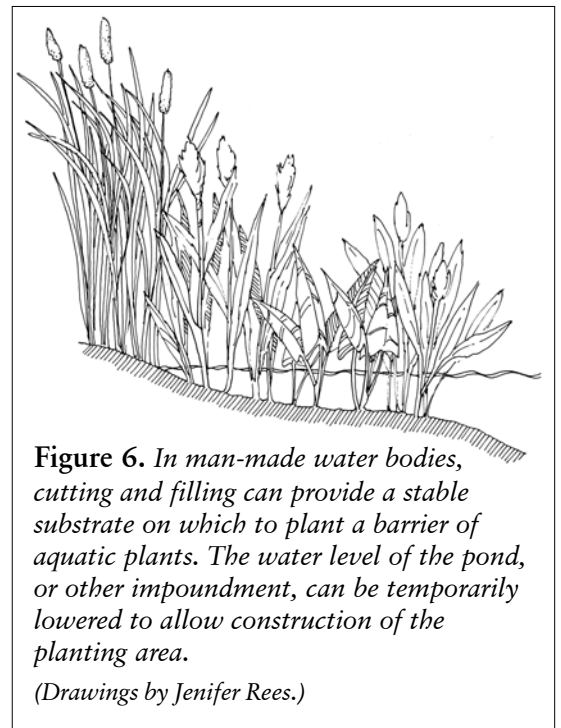 Figure 6. In man-made water bodies,
cutting and filling can provide a stable
substrate on which to plant a barrier of
aquatic plants. The water level of the pond,
or other impoundment, can be temporarily
lowered to allow construction of the
planting area.
(Drawings by Jenifer Rees.)